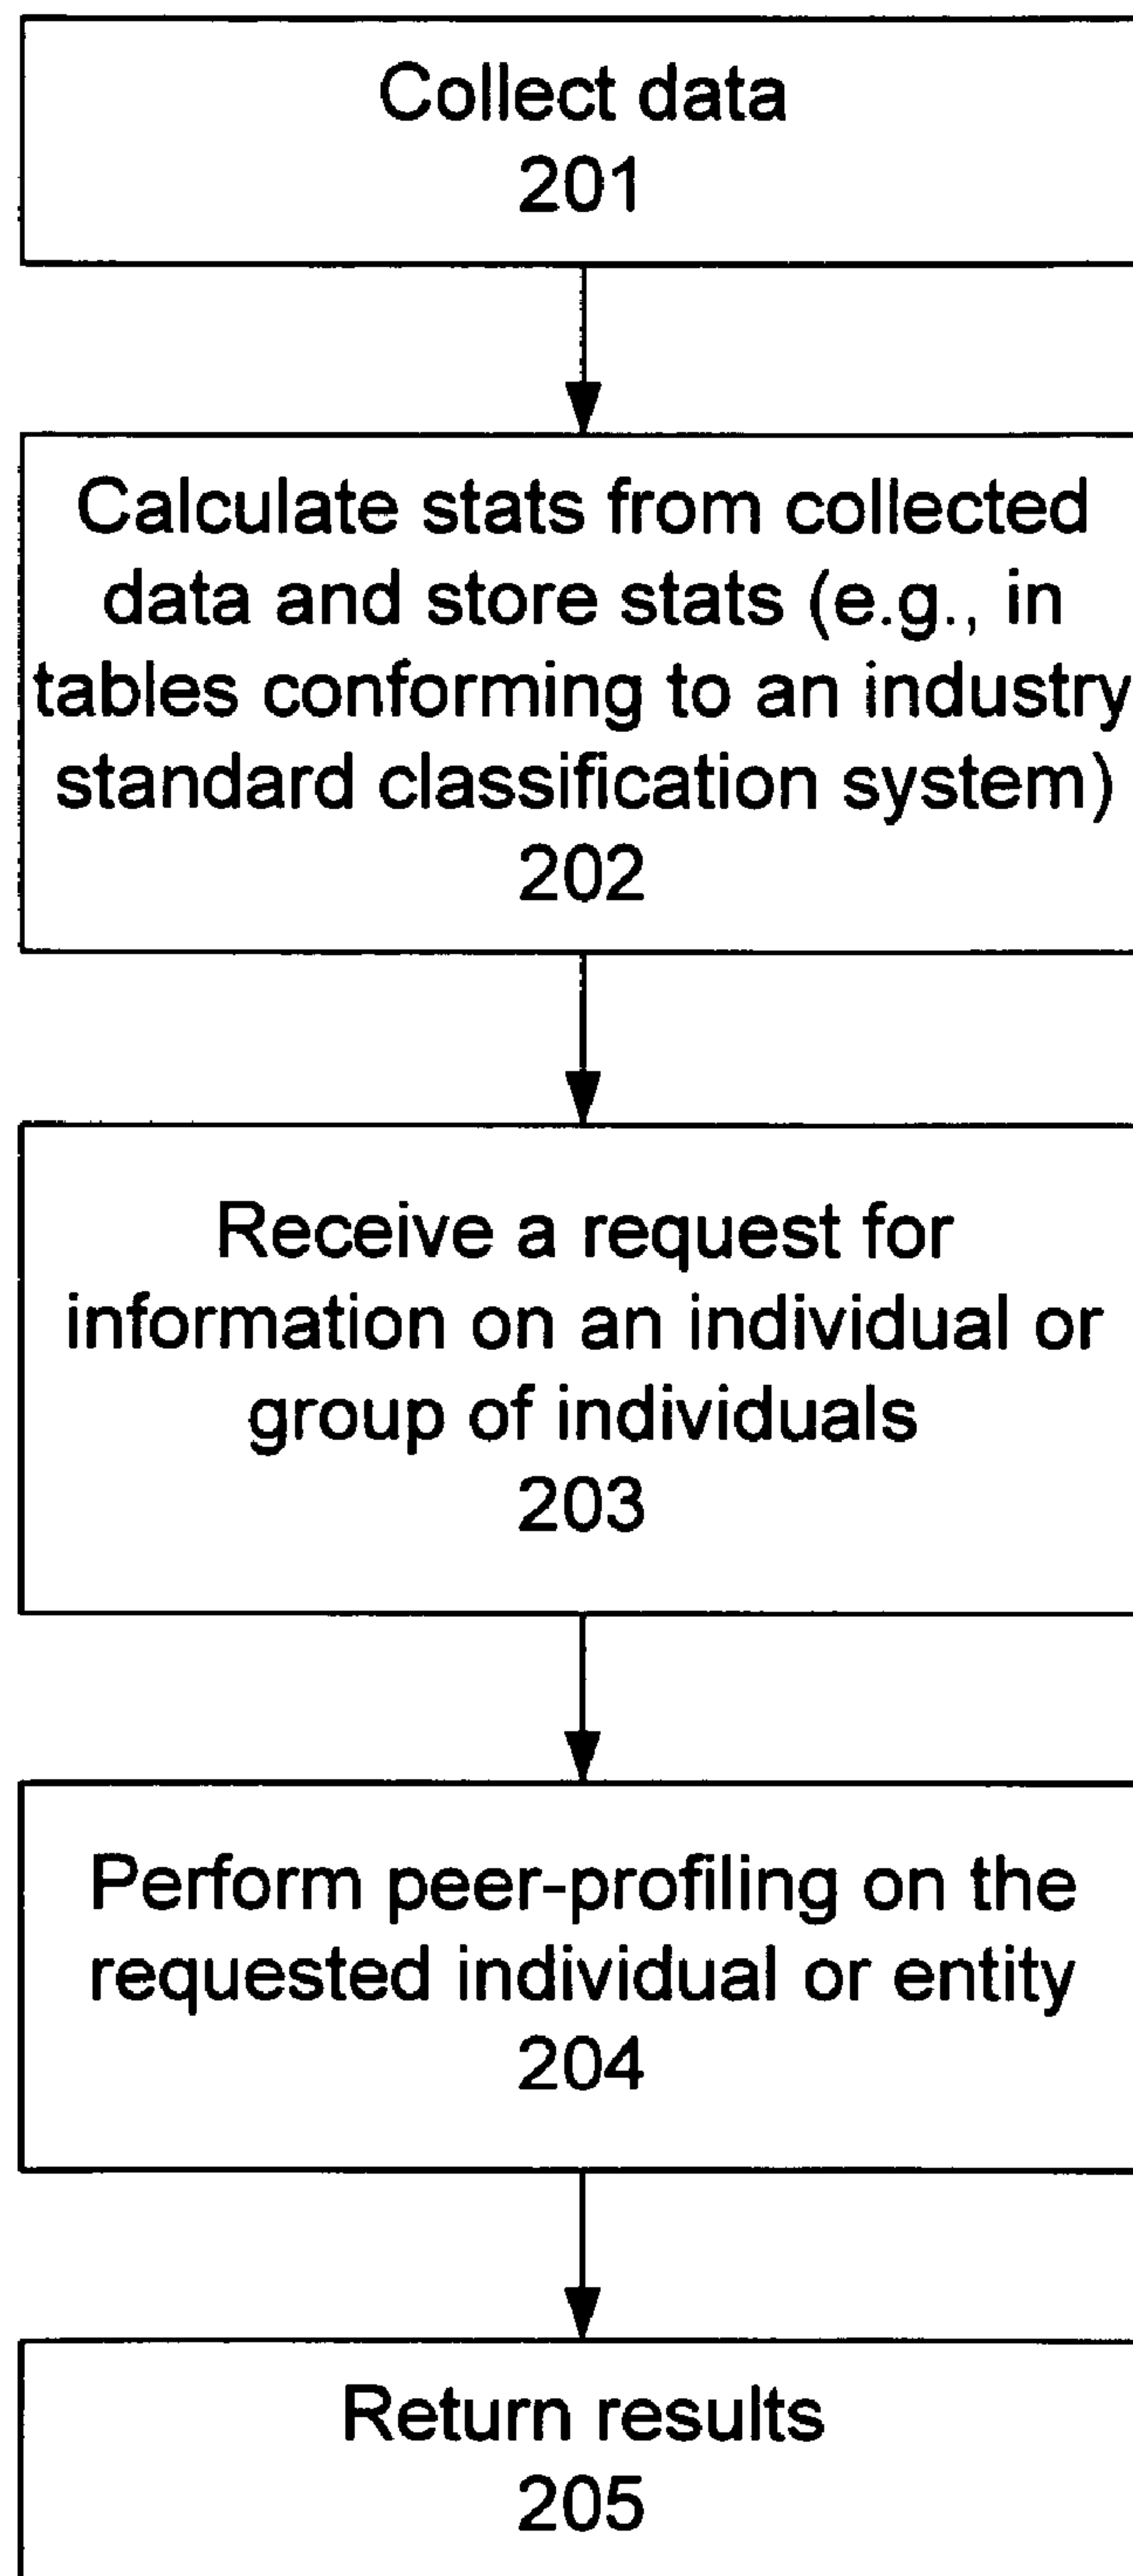 Collect data
201
Calculate stats from collected
data and store stats (e.g., in
tables conforming to an industry
standard classification system)
202
Receive a request for
information on an individual or
group of individuals
203
Perform peer-profiling on the
requested individual or entity
204
Return results
205